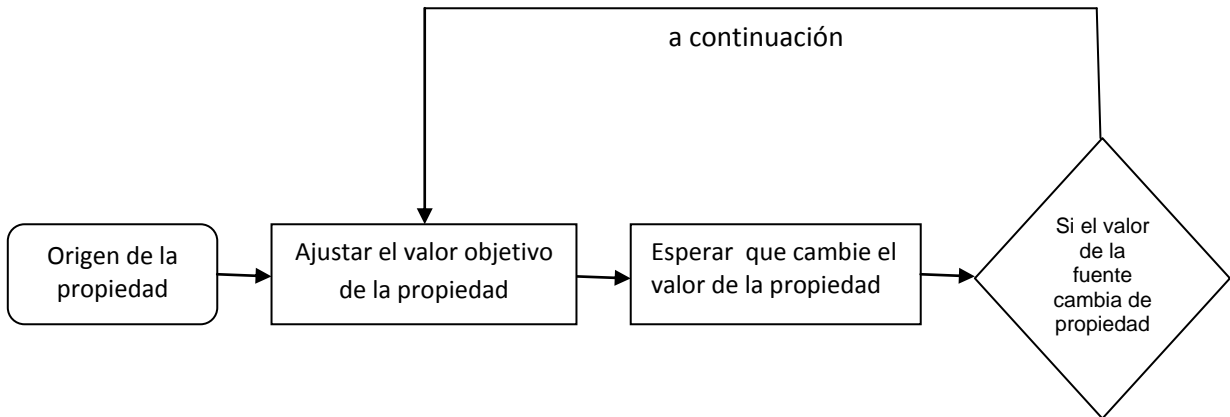 a continuación
Origen de la
propiedad
Ajustar el valor objetivo
de la propiedad
Esperar que cambie el
valor de la propiedad
Si el valor
de la
fuente
cambia de
propiedad